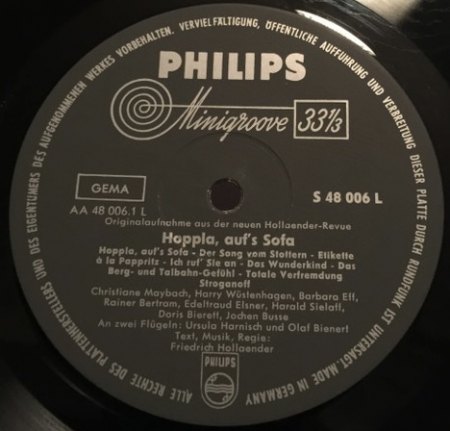 ALLE RECHTE DES PLATTENHERSTELLERS UND DES EIGENTUMERS DES AUFGENOMMENEN WERKES VORBEHALTEN. VERVIELFÄLTIGUNG, ÖFFENTLICHE AUFFUHRUNG UND VERBREITUNG DIESER PLATTE DURCH RUNDFUNK IST UNTERSAGT. MADE IN GERMANY
PHILIPS
Minigroove 33⅓
GEMA
S 48 006 L
AA 48 006.1 L
Originalaufnahme aus der neuen Hollaender-Revue
Hoppla, auf's Sofa
Hoppla, auf's Sofa - Der Song vom Stottern - Etikette
à la Pappritz - Ich ruf' Sie an - Das Wunderkind - Das
Berg- und Talbahn-Gefühl - Totale Verfremdung
Stroganoff
Christiane Maybach, Harry Wüstenhagen, Barbara Eff,
Rainer Bertram, Edeltraud Elsner, Harald Sielaff,
Doris Bierett, Jochen Busse
An zwei Flügeln: Ursula Harnisch und Olaf Bienert
Text, Musik, Regie:
Friedrich Hollaender
PHILIPS